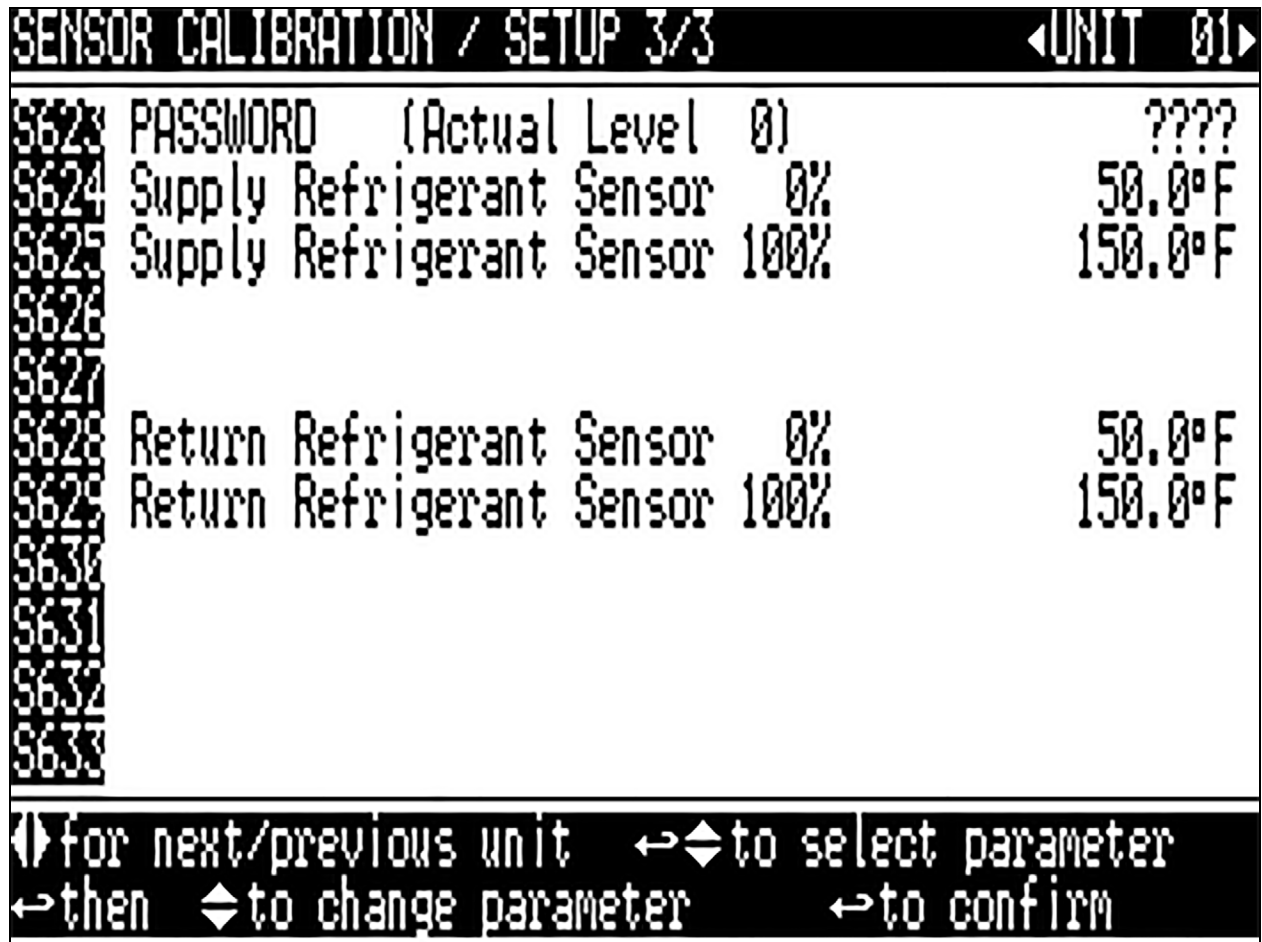 SENSOR CALIBRATION / SETUP 3/3 ◀UNIT 01▶
S623 PASSWORD (Actual Level 0) ????
S624 Supply Refrigerant Sensor 0% 50.0°F
S625 Supply Refrigerant Sensor 100% 150.0°F
S626
S627
S628 Return Refrigerant Sensor 0% 50.0°F
S629 Return Refrigerant Sensor 100% 150.0°F
S630
S631
S632
S633
◀▶for next/previous unit ↩◆to select parameter
↩then ◆to change parameter ↩to confirm